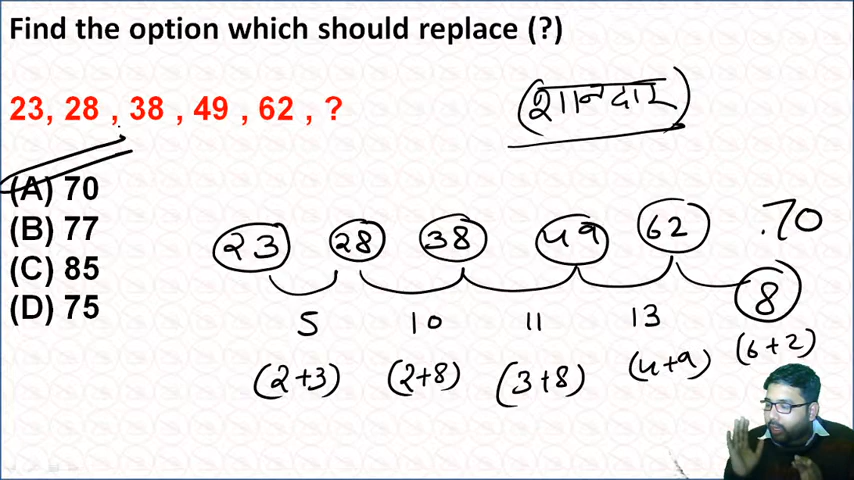 Find the option which should replace (?)
23, 28 , 38 , 49 , 62 , ?
(शानदार)
(A) 70
(B) 77
(C) 85
(D) 75
23 28 38 49 62 .70
5 10 11 13 8
(2+3) (2+8) (3+8) (4+9) (6+2)